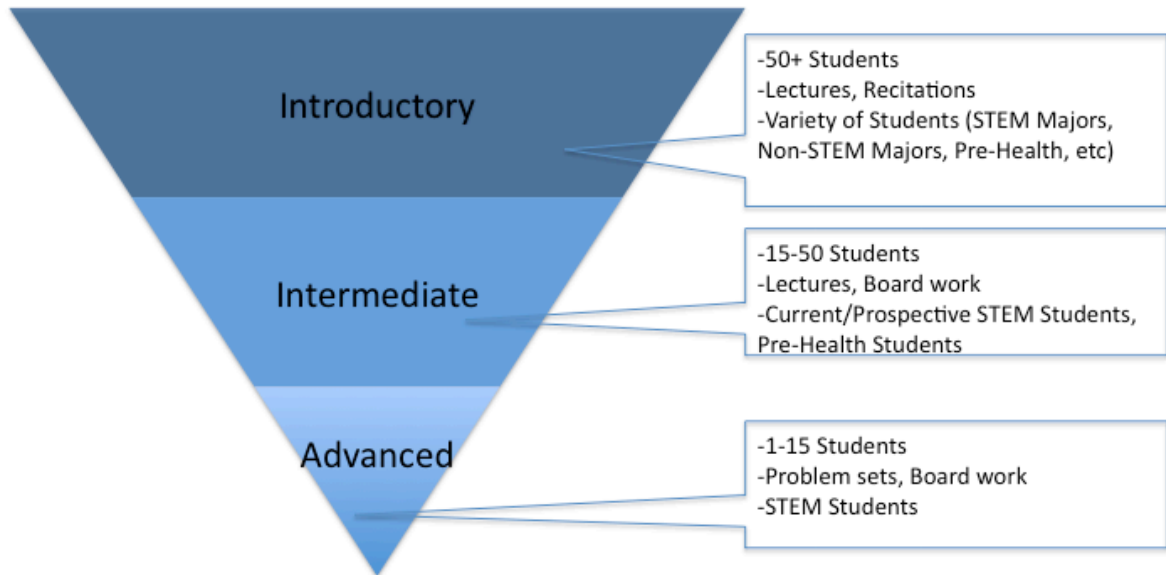 Introductory
-50+ Students
-Lectures, Recitations
-Variety of Students (STEM Majors,
Non-STEM Majors, Pre-Health, etc)
Intermediate
-15-50 Students
-Lectures, Board work
-Current/Prospective STEM Students,
Pre-Health Students
Advanced
-1-15 Students
-Problem sets, Board work
-STEM Students